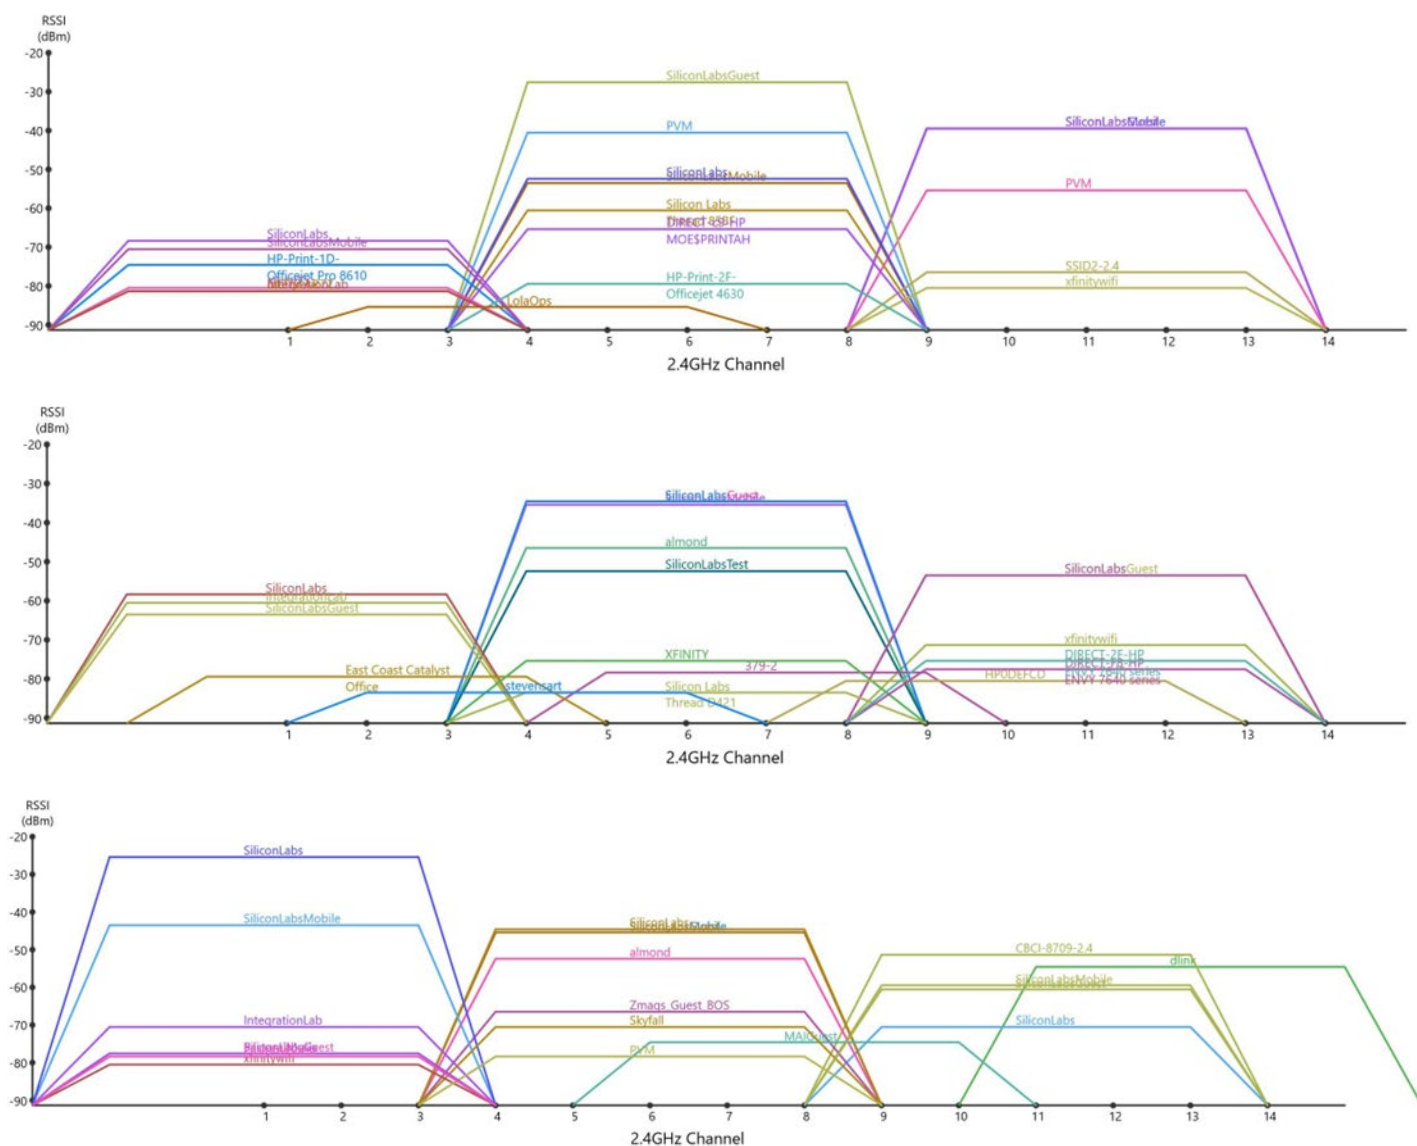 RSSI
(dBm)
-20
SiliconLabsGuest
-30
PVM
-40
-50
SiliconLabs
Silicon Labs
-60
SiliconLabs
-70
SiliconLabsMobile
MOE$PRINTAH
PVM
HP-Print-1D-
Officejet Pro 8610
HP-Print-2F-
Officejet 4630
SSID2-2.4
xfinitywifi
-80
LolaOps
-90
1 2 3 4 5 6 7 8 9 10 11 12 13 14
2.4GHz Channel
RSSI
(dBm)
-20
-30
-40
almond
-50
SiliconLabsTest
SiliconLabsGuest
SiliconLabs
-60
SiliconLabsGuest
-70
xfinitywifi
XFINITY
379-2
East Coast Catalyst
Office
-80
stevensart
Silicon Labs
Thread D421
HP0DEFCD
-90
1 2 3 4 5 6 7 8 9 10 11 12 13 14
2.4GHz Channel
RSSI
(dBm)
-20
SiliconLabs
-30
-40
SiliconLabsMobile
-50
almond
CBCI-8709-2.4
dlink
-60
SiliconLabsMobile
Zmags_Guest_BOS
-70
IntegrationLab
Skyfall
SiliconLabs
MAIGuest
PVM
-80
xfinitywifi
-90
1 2 3 4 5 6 7 8 9 10 11 12 13 14
2.4GHz Channel